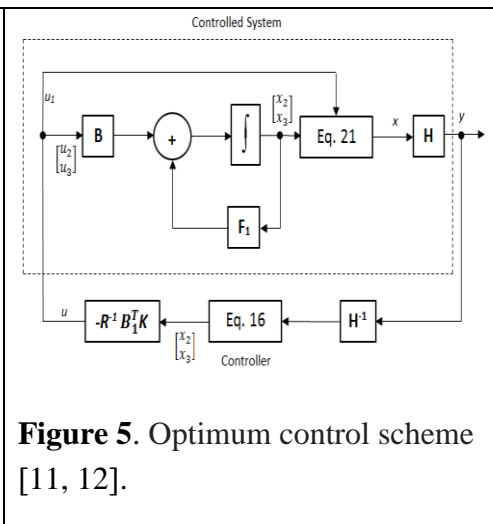 Controlled System
u₁
[x₂
x₃]
x
y
B
+
∫
Eq. 21
H
[u₂
u₃]
F₁
u
-R⁻¹ B₁ᵀK
Eq. 16
H⁻¹
[x₂
x₃]
Controller
Figure 5. Optimum control scheme
[11, 12].